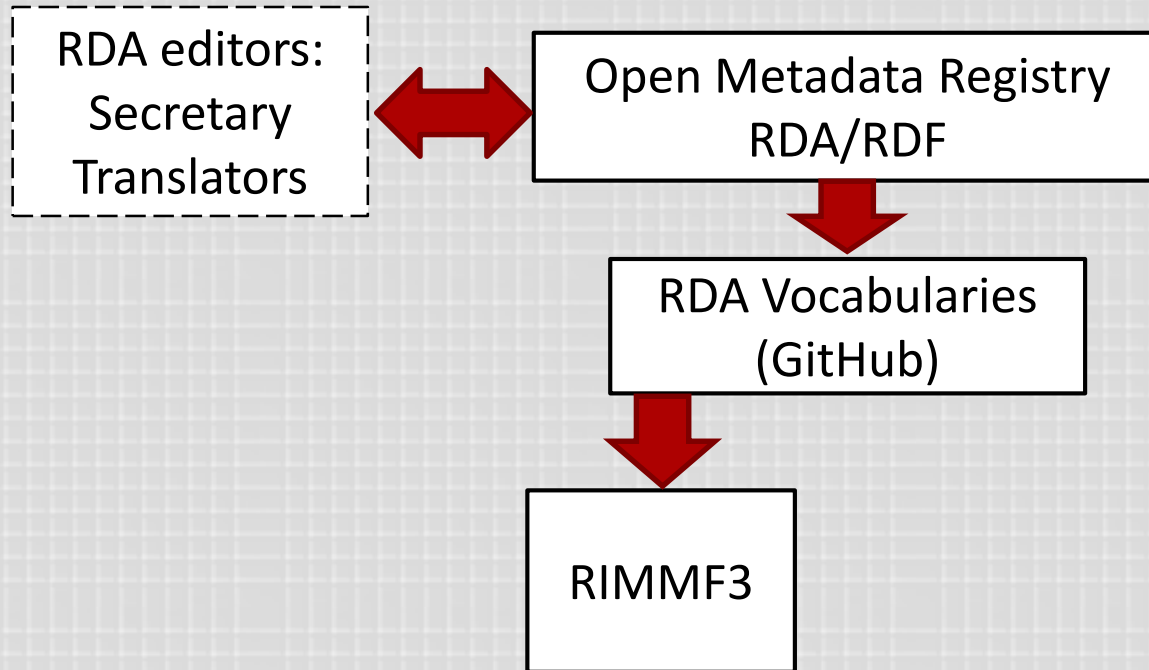 RDA editors:
Secretary
Translators
Open Metadata Registry
RDA/RDF
RDA Vocabularies
(GitHub)
RIMMF3